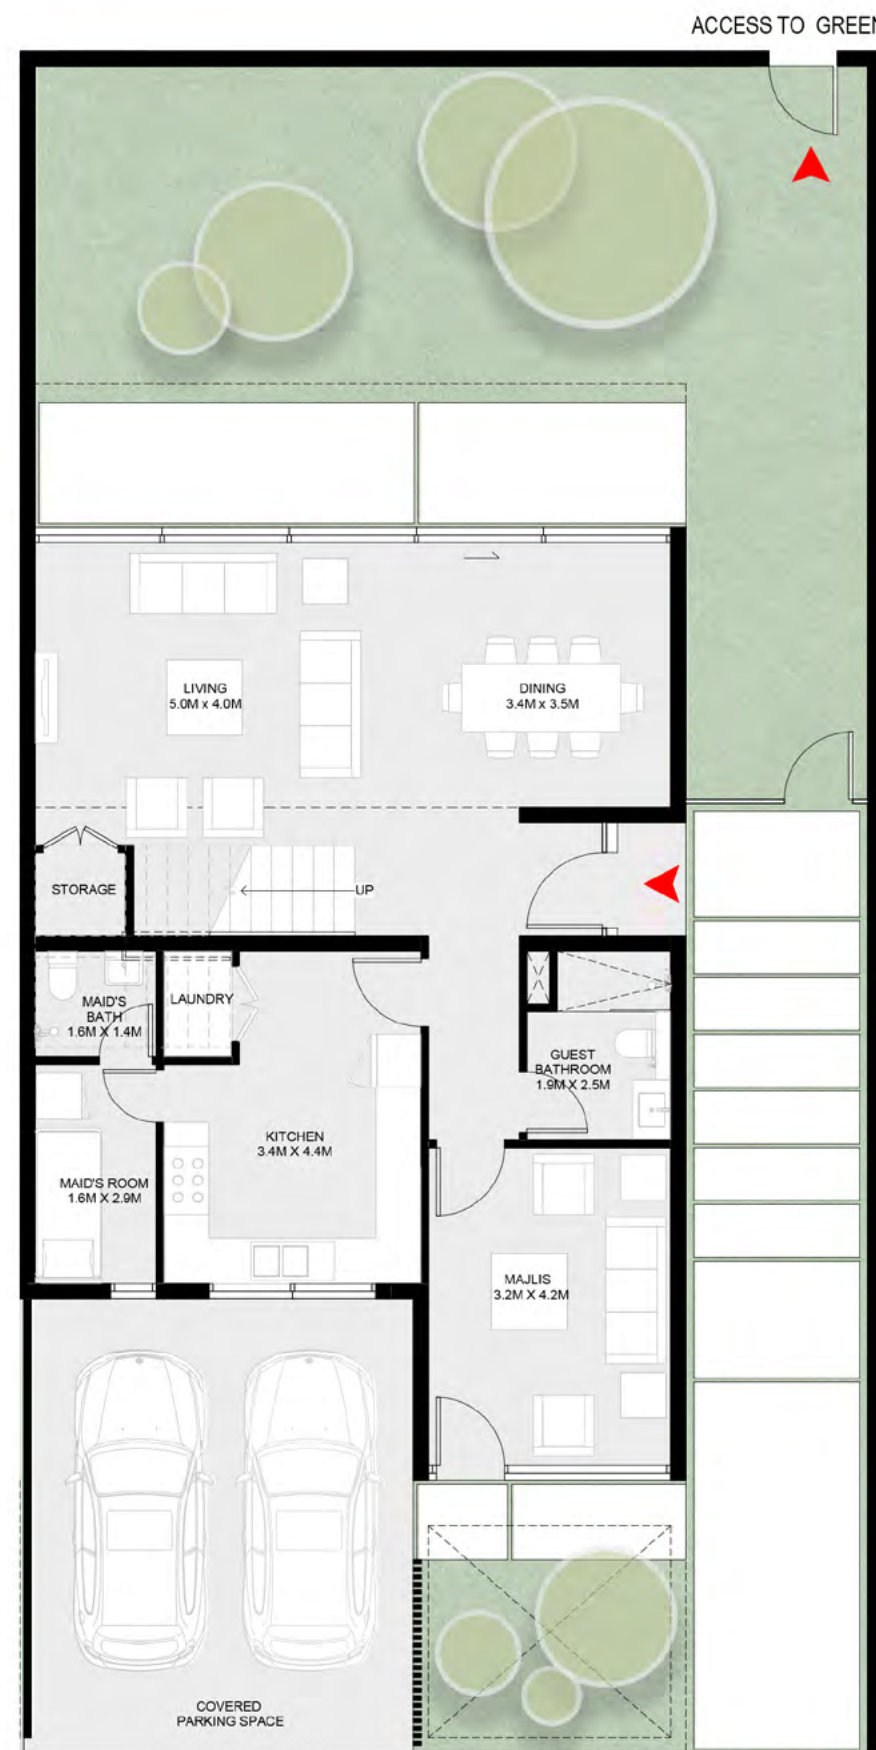 ACCESS TO GREEN
LIVING
5.0M x 4.0M
DINING
3.4M x 3.5M
STORAGE
UP
MAID'S
BATH
1.6M X 1.4M
LAUNDRY
GUEST
BATHROOM
1.9M X 2.5M
KITCHEN
3.4M X 4.4M
MAID'S ROOM
1.6M X 2.9M
MAJLIS
3.2M X 4.2M
COVERED
PARKING SPACE